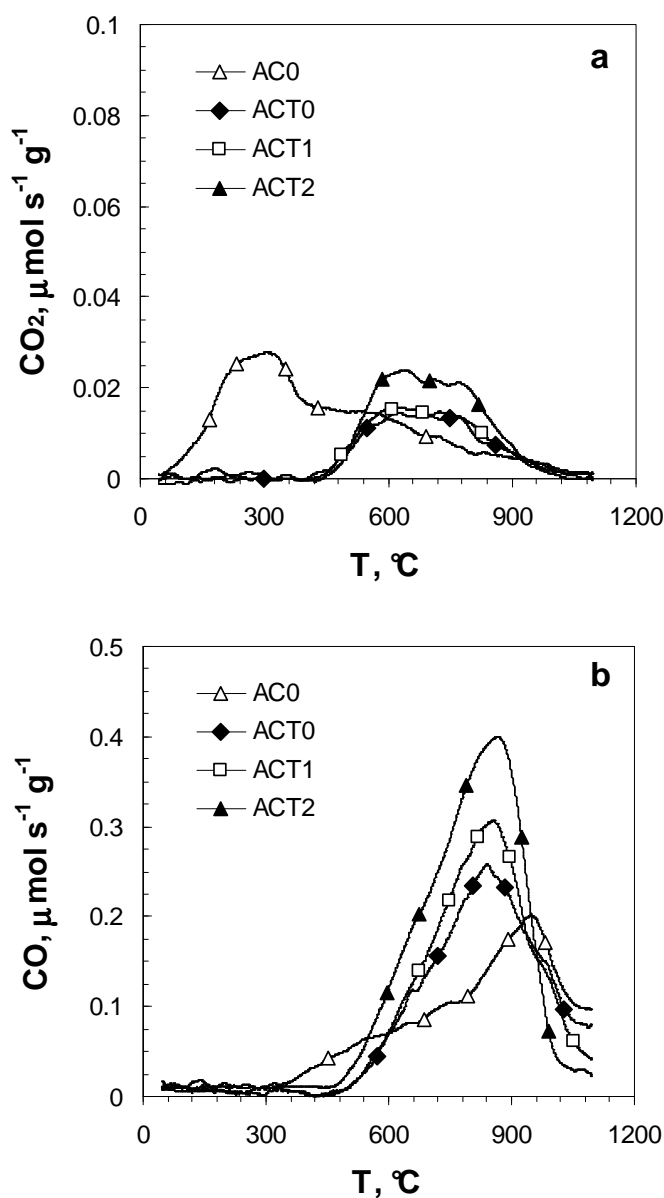 a
AC0
ACT0
ACT1
ACT2
0.1
0.08
0.06
0.04
0.02
0
CO₂, µmol s⁻¹ g⁻¹
0 300 600 900 1200
T, °C
b
AC0
ACT0
ACT1
ACT2
0.5
0.4
0.3
0.2
0.1
0
CO, µmol s⁻¹ g⁻¹
0 300 600 900 1200
T, °C